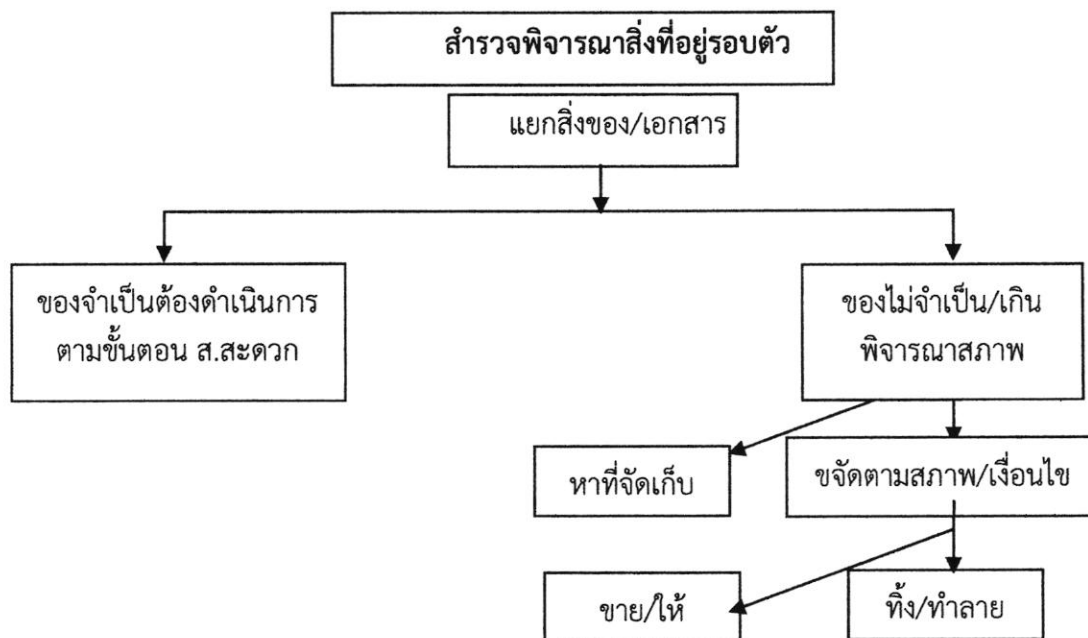 สำรวจพิจารณาสิ่งที่อยู่รอบตัว
แยกสิ่งของ/เอกสาร
ของจำเป็นต้องดำเนินการ
ตามขั้นตอน ส.สะดวก
ของไม่จำเป็น/เกิน
พิจารณาสภาพ
หาที่จัดเก็บ
ขจัดตามสภาพ/เงื่อนไข
ขาย/ให้
ทิ้ง/ทำลาย